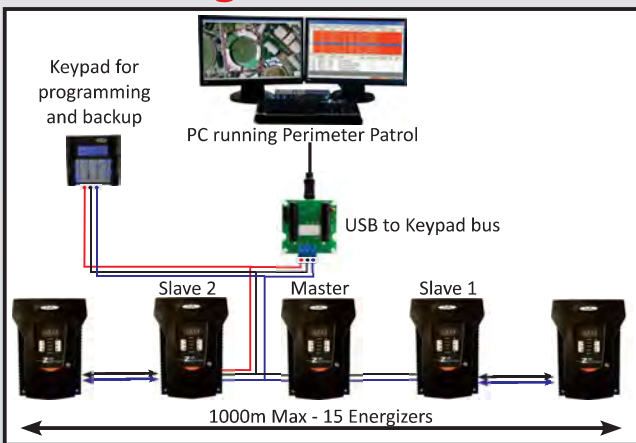 Keypad for
programming
and backup
PC running Perimeter Patrol
USB to Keypad bus
Slave 2
Master
Slave 1
1000m Max - 15 Energizers